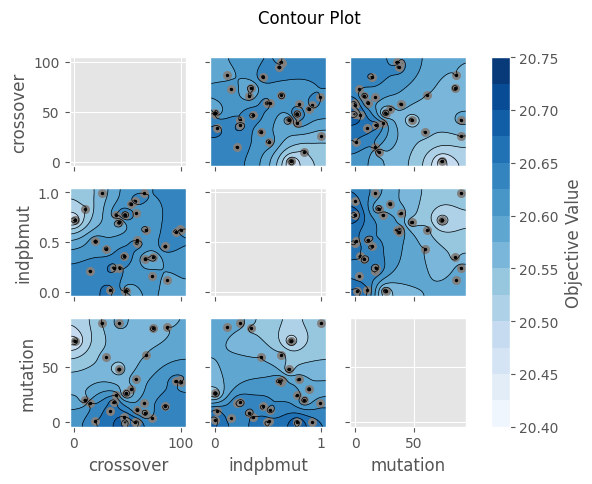 Contour Plot
crossover
100
50
0
indpbmut
1.0
0.5
0.0
mutation
50
0
0
100
crossover
0
1
indpbmut
0
50
mutation
20.75
20.70
20.65
20.60
20.55
20.50
20.45
20.40
Objective Value